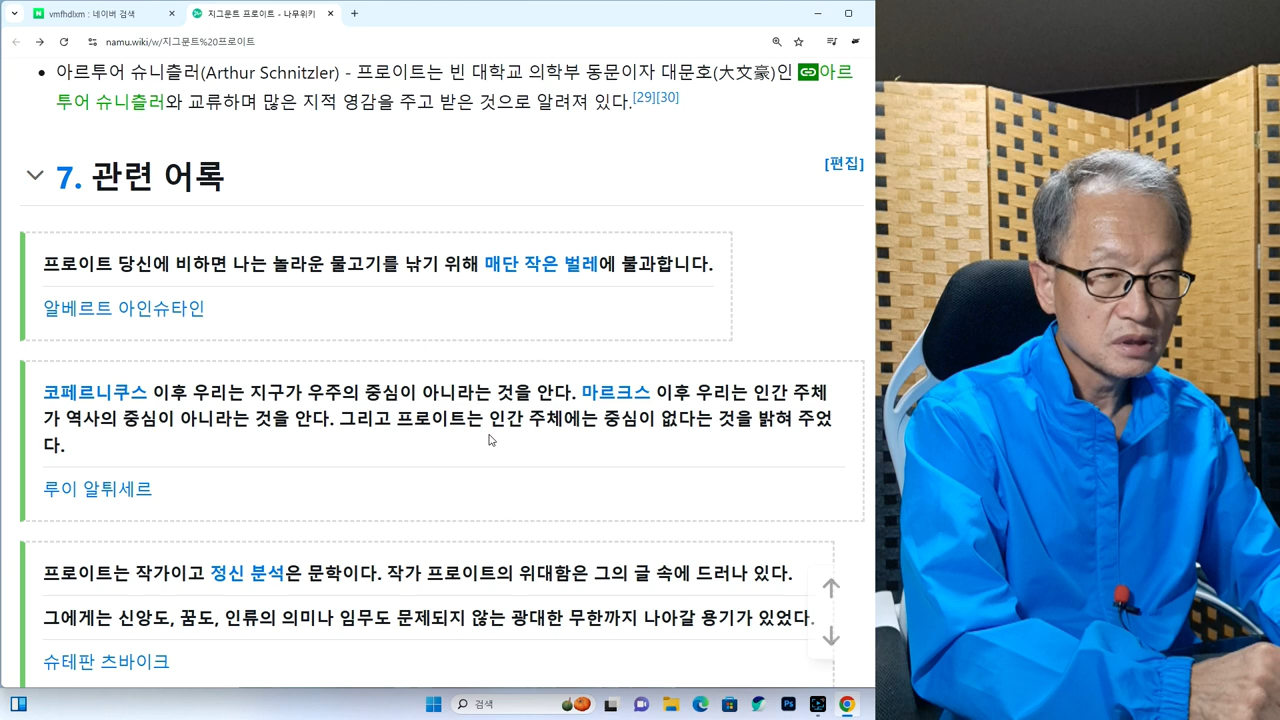 vmfhdlxm : 네이버 검색
지그문트 프로이트 - 나무위키
namu.wiki/w/지그문트%20프로이트
아르투어 슈니츨러(Arthur Schnitzler) - 프로이트는 빈 대학교 의학부 동문이자 대문호(大文豪)인 아르
투어 슈니츨러와 교류하며 많은 지적 영감을 주고 받은 것으로 알려져 있다.[29][30]
7. 관련 어록
[편집]
프로이트 당신에 비하면 나는 놀라운 물고기를 낚기 위해 매단 작은 벌레에 불과합니다.
알베르트 아인슈타인
코페르니쿠스 이후 우리는 지구가 우주의 중심이 아니라는 것을 안다. 마르크스 이후 우리는 인간 주체
가 역사의 중심이 아니라는 것을 안다. 그리고 프로이트는 인간 주체에는 중심이 없다는 것을 밝혀 주었
다.
루이 알튀세르
프로이트는 작가이고 정신 분석은 문학이다. 작가 프로이트의 위대함은 그의 글 속에 드러나 있다.
그에게는 신앙도, 꿈도, 인류의 의미나 임무도 문제되지 않는 광대한 무한까지 나아갈 용기가 있었다.
슈테판 츠바이크
검색
Ps